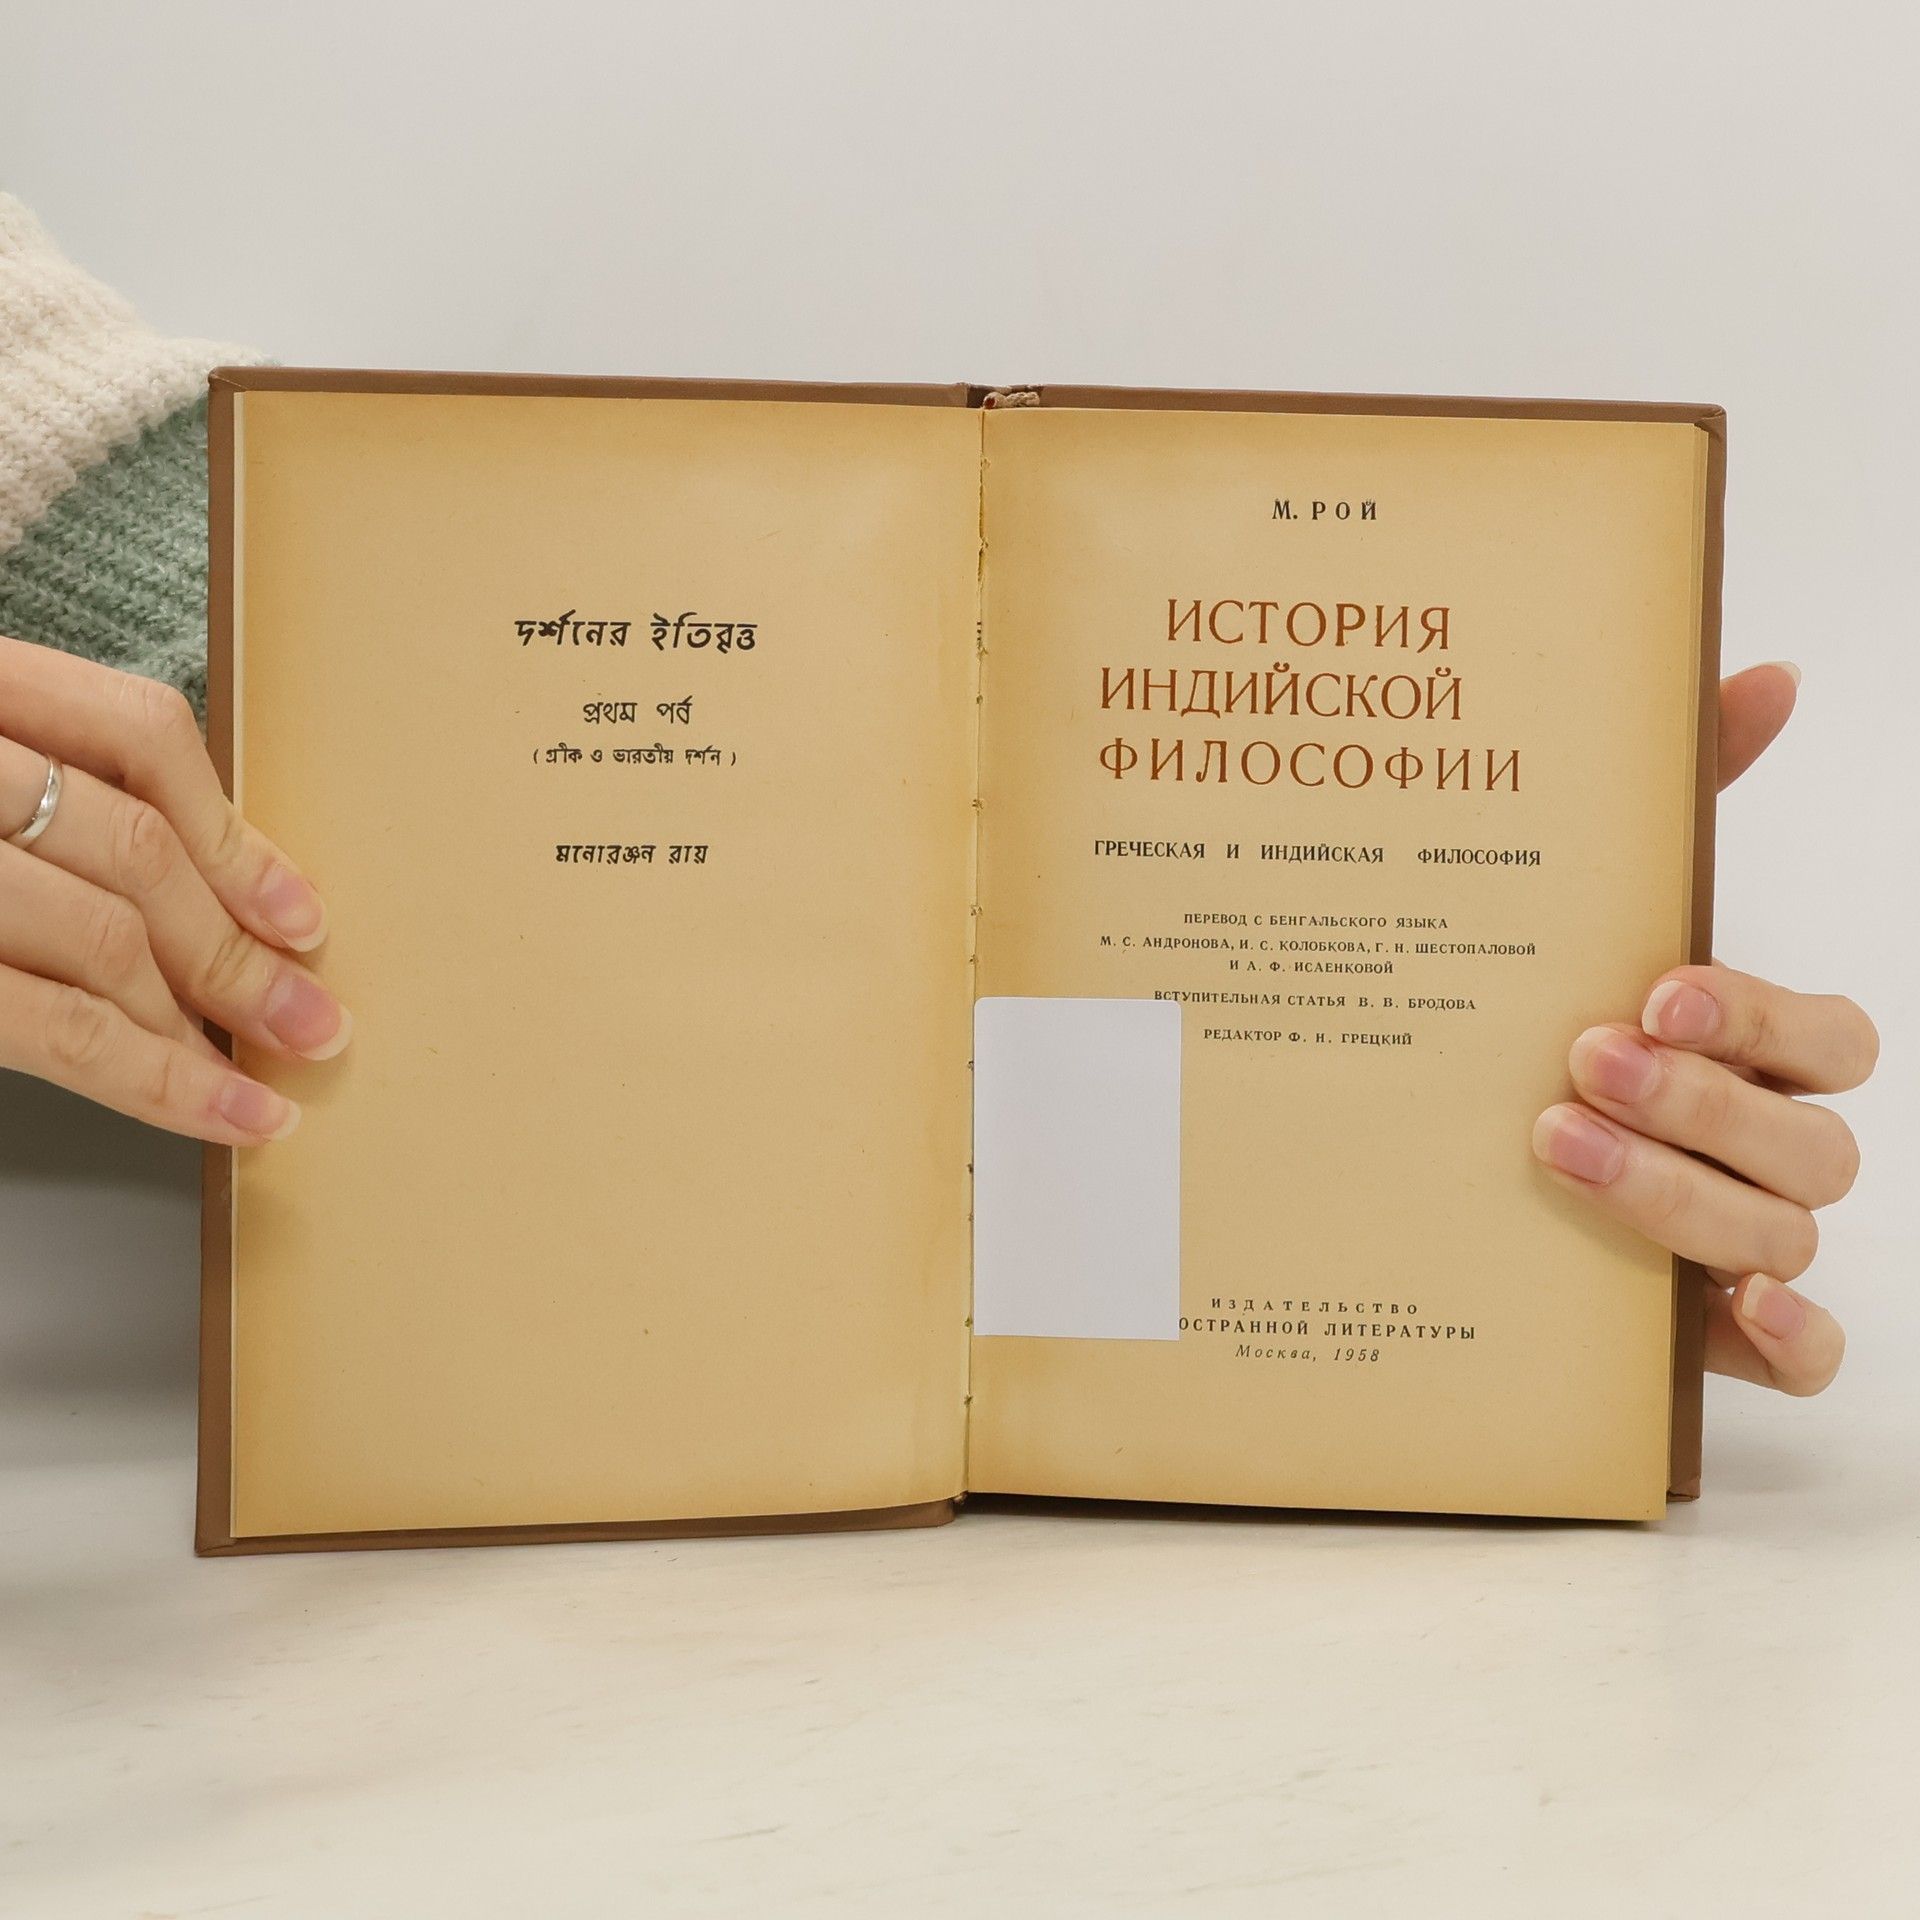 দর্শনের ইতিবৃত্ত
প্রথম পর্ব
( গ্রীক ও ভারতীয় দর্শন )
মনোরঞ্জন রায়
М. РОЙ
ИСТОРИЯ
ИНДИЙСКОЙ
ФИЛОСОФИИ
ГРЕЧЕСКАЯ И ИНДИЙСКАЯ ФИЛОСОФИЯ
ПЕРЕВОД С БЕНГАЛЬСКОГО ЯЗЫКА
М. С. АНДРОНОВА, И. С. КОЛОБКОВА, Г. Н. ШЕСТОПАЛОВОЙ
И А. Ф. ИСАЕНКОВОЙ
ВСТУПИТЕЛЬНАЯ СТАТЬЯ В. В. БРОДОВА
РЕДАКТОР Ф. Н. ГРЕЦКИЙ
ИЗДАТЕЛЬСТВО
ОСТРАННОЙ ЛИТЕРАТУРЫ
Москва, 1958